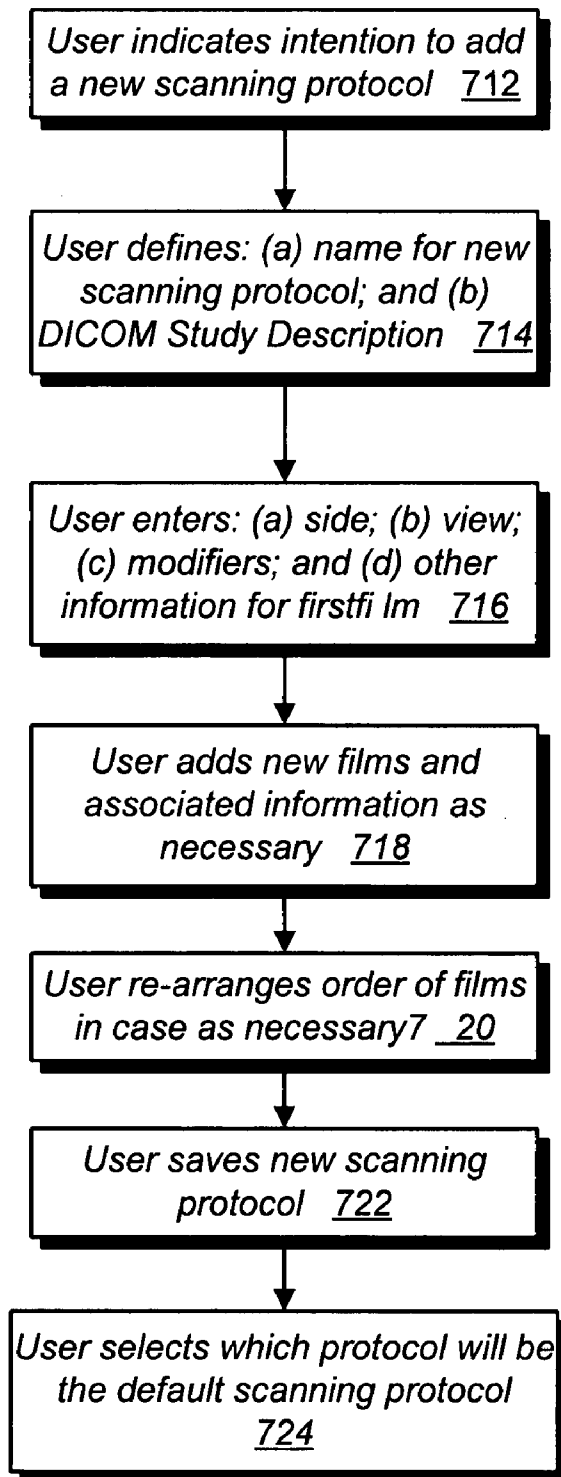 User indicates intention to add
a new scanning protocol 712
User defines: (a) name for new
scanning protocol; and (b)
DICOM Study Description 714
User enters: (a) side; (b) view;
(c) modifiers; and (d) other
information for firstfi lm 716
User adds new films and
associated information as
necessary 718
User re-arranges order of films
in case as necessary7 20
User saves new scanning
protocol 722
User selects which protocol will be
the default scanning protocol
724